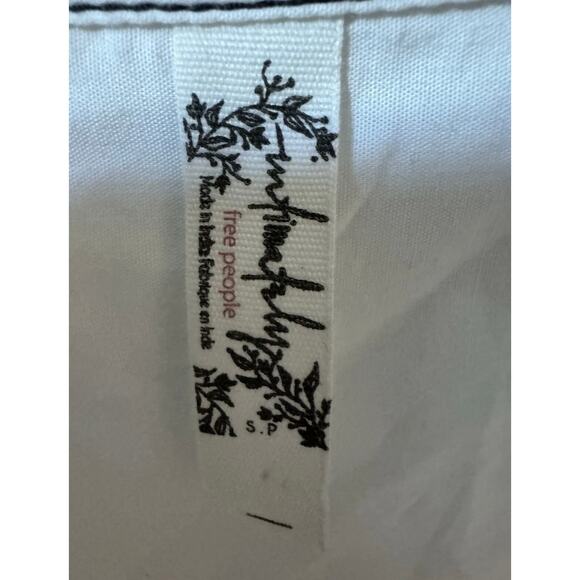 intimately
free people
Made in India Fabriqué en Inde
S.P